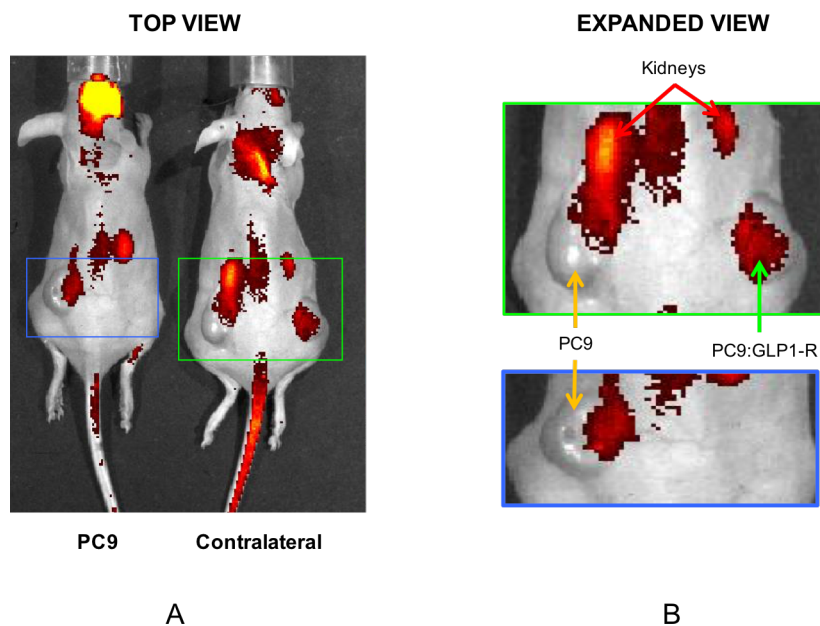 TOP VIEW
EXPANDED VIEW
Kidneys
PC9
PC9:GLP1-R
PC9
Contralateral
A
B